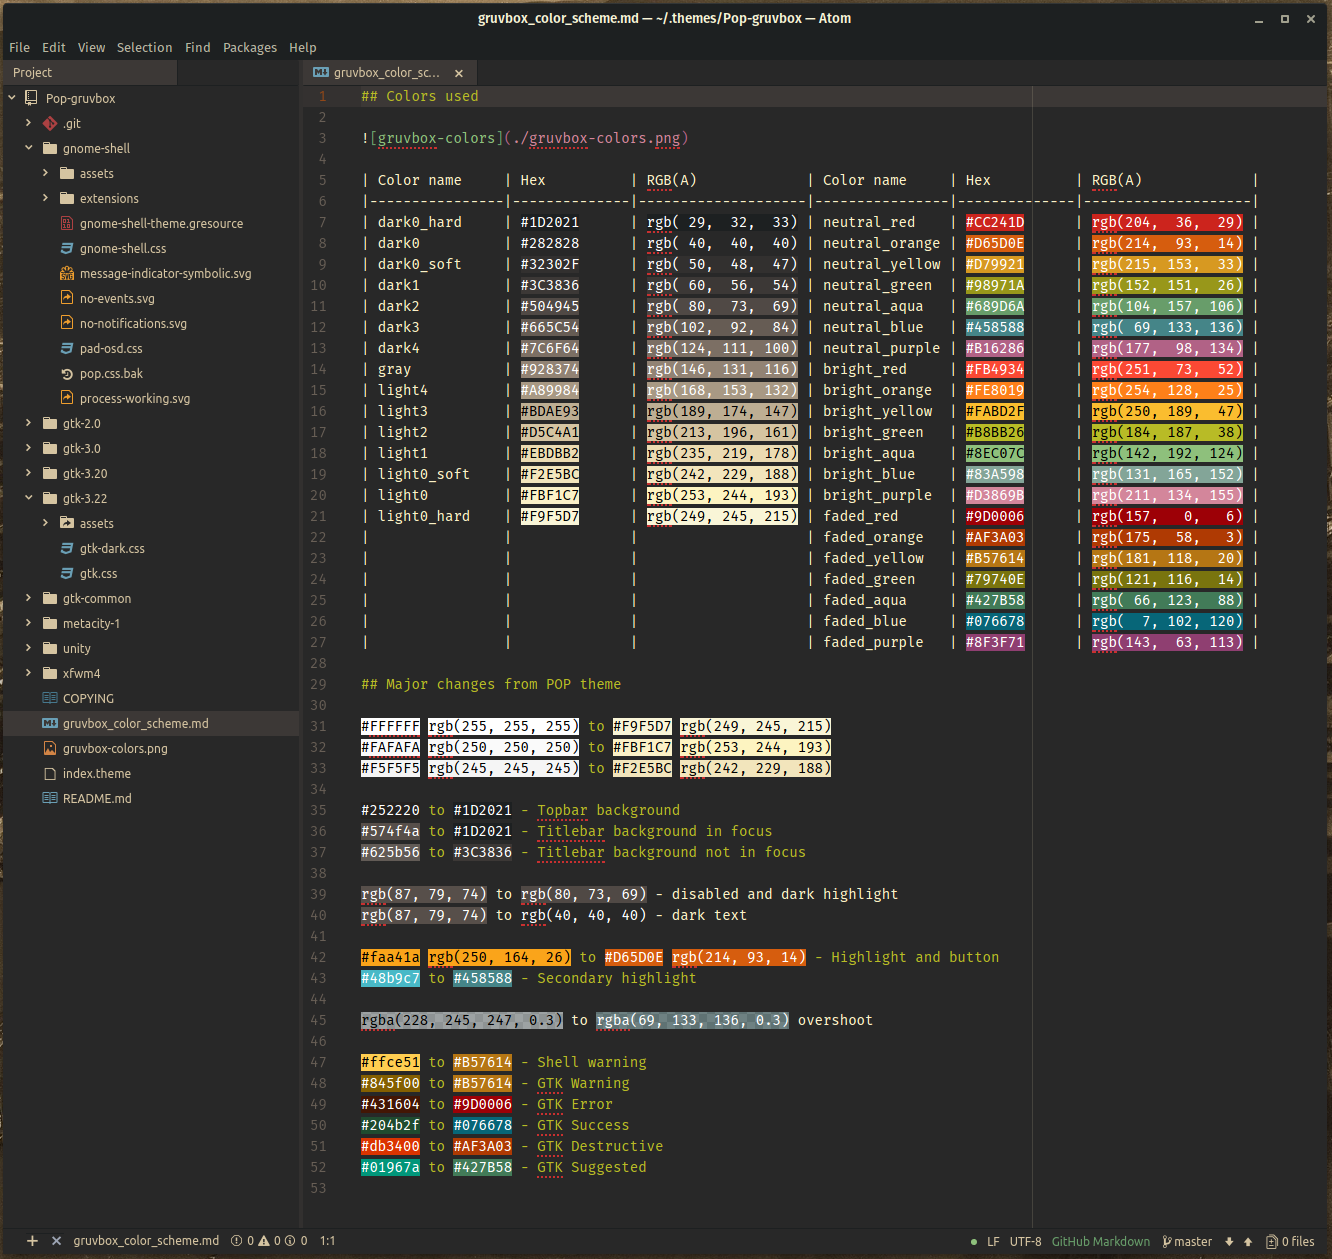 gruvbox_color_scheme.md — ~/.themes/Pop-gruvbox — Atom
File Edit View Selection Find Packages Help
Project
Pop-gruvbox
.git
gnome-shell
assets
extensions
gnome-shell-theme.gresource
gnome-shell.css
message-indicator-symbolic.svg
no-events.svg
no-notifications.svg
pad-osd.css
pop.css.bak
process-working.svg
gtk-2.0
gtk-3.0
gtk-3.20
gtk-3.22
assets
gtk-dark.css
gtk.css
gtk-common
metacity-1
unity
xfwm4
COPYING
gruvbox_color_scheme.md
gruvbox-colors.png
index.theme
README.md
gruvbox_color_sc...
1 ## Colors used
2
3 ![gruvbox-colors](./gruvbox-colors.png)
4
5 | Color name     | Hex          | RGB(A)             | Color name     | Hex          | RGB(A)             |
6 |----------------|--------------|--------------------|----------------|--------------|--------------------|
7 | dark0_hard     | #1D2021      | rgb( 29,  32,  33) | neutral_red    | #CC241D      | rgb(204,  36,  29) |
8 | dark0          | #282828      | rgb( 40,  40,  40) | neutral_orange | #D65D0E      | rgb(214,  93,  14) |
9 | dark0_soft     | #32302F      | rgb( 50,  48,  47) | neutral_yellow | #D79921      | rgb(215, 153,  33) |
10 | dark1          | #3C3836      | rgb( 60,  56,  54) | neutral_green  | #98971A      | rgb(152, 151,  26) |
11 | dark2          | #504945      | rgb( 80,  73,  69) | neutral_aqua   | #689D6A      | rgb(104, 157, 106) |
12 | dark3          | #665C54      | rgb(102,  92,  84) | neutral_blue   | #458588      | rgb( 69, 133, 136) |
13 | dark4          | #7C6F64      | rgb(124, 111, 100) | neutral_purple | #B16286      | rgb(177,  98, 134) |
14 | gray           | #928374      | rgb(146, 131, 116) | bright_red     | #FB4934      | rgb(251,  73,  52) |
15 | light4         | #A89984      | rgb(168, 153, 132) | bright_orange  | #FE8019      | rgb(254, 128,  25) |
16 | light3         | #BDAE93      | rgb(189, 174, 147) | bright_yellow  | #FABD2F      | rgb(250, 189,  47) |
17 | light2         | #D5C4A1      | rgb(213, 196, 161) | bright_green   | #B8BB26      | rgb(184, 187,  38) |
18 | light1         | #EBDBB2      | rgb(235, 219, 178) | bright_aqua    | #8EC07C      | rgb(142, 192, 124) |
19 | light0_soft    | #F2E5BC      | rgb(242, 229, 188) | bright_blue    | #83A598      | rgb(131, 165, 152) |
20 | light0         | #FBF1C7      | rgb(253, 244, 193) | bright_purple  | #D3869B      | rgb(211, 134, 155) |
21 | light0_hard    | #F9F5D7      | rgb(249, 245, 215) | faded_red      | #9D0006      | rgb(157,   0,   6) |
22 |                |              |                    | faded_orange   | #AF3A03      | rgb(175,  58,   3) |
23 |                |              |                    | faded_yellow   | #B57614      | rgb(181, 118,  20) |
24 |                |              |                    | faded_green    | #79740E      | rgb(121, 116,  14) |
25 |                |              |                    | faded_aqua     | #427B58      | rgb( 66, 123,  88) |
26 |                |              |                    | faded_blue     | #076678      | rgb(  7, 102, 120) |
27 |                |              |                    | faded_purple   | #8F3F71      | rgb(143,  63, 113) |
28
29 ## Major changes from POP theme
30
31 #FFFFFF rgb(255, 255, 255) to #F9F5D7 rgb(249, 245, 215)
32 #FAFAFA rgb(250, 250, 250) to #FBF1C7 rgb(253, 244, 193)
33 #F5F5F5 rgb(245, 245, 245) to #F2E5BC rgb(242, 229, 188)
34
35 #252220 to #1D2021 - Topbar background
36 #574f4a to #1D2021 - Titlebar background in focus
37 #625b56 to #3C3836 - Titlebar background not in focus
38
39 rgb(87, 79, 74) to rgb(80, 73, 69) - disabled and dark highlight
40 rgb(87, 79, 74) to rgb(40, 40, 40) - dark text
41
42 #faa41a rgb(250, 164, 26) to #D65D0E rgb(214, 93, 14) - Highlight and button
43 #48b9c7 to #458588 - Secondary highlight
44
45 rgba(228, 245, 247, 0.3) to rgba(69, 133, 136, 0.3) overshoot
46
47 #ffce51 to #B57614 - Shell warning
48 #845f00 to #B57614 - GTK Warning
49 #431604 to #9D0006 - GTK Error
50 #204b2f to #076678 - GTK Success
51 #db3400 to #AF3A03 - GTK Destructive
52 #01967a to #427B58 - GTK Suggested
53
gruvbox_color_scheme.md 0 0 0 1:1 LF UTF-8 GitHub Markdown master 0 files